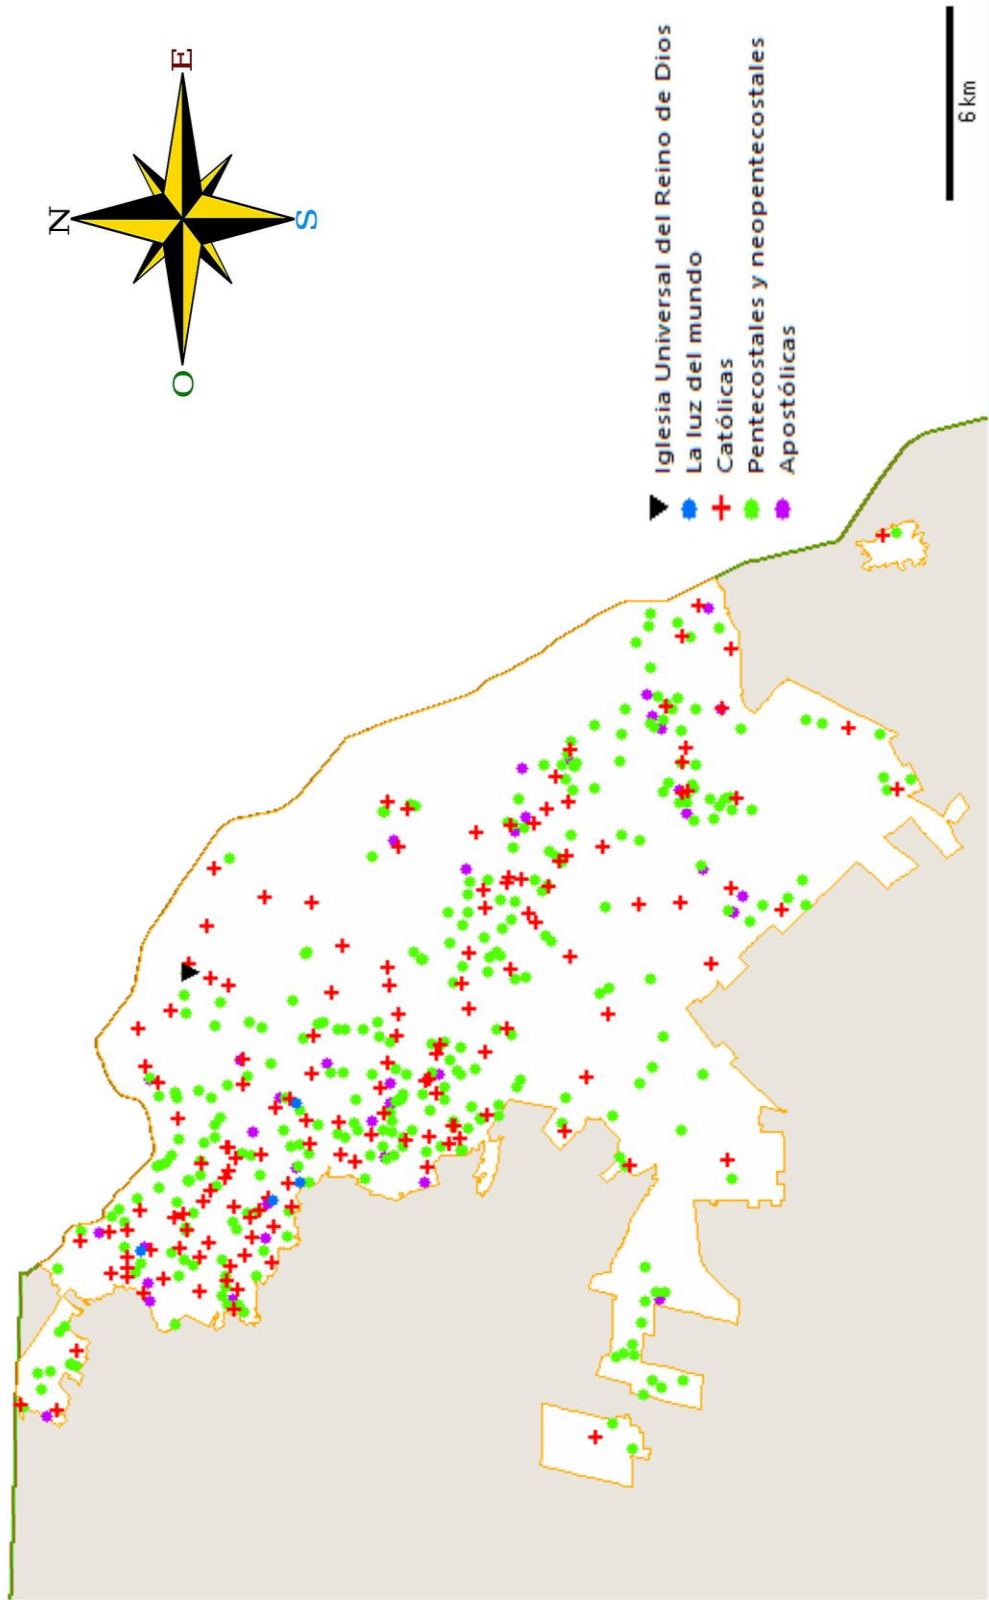 N
E
O
S
Iglesia Universal del Reino de Dios
La luz del mundo
Católicas
Pentecostales y neopentecostales
Apostólicas
6 km